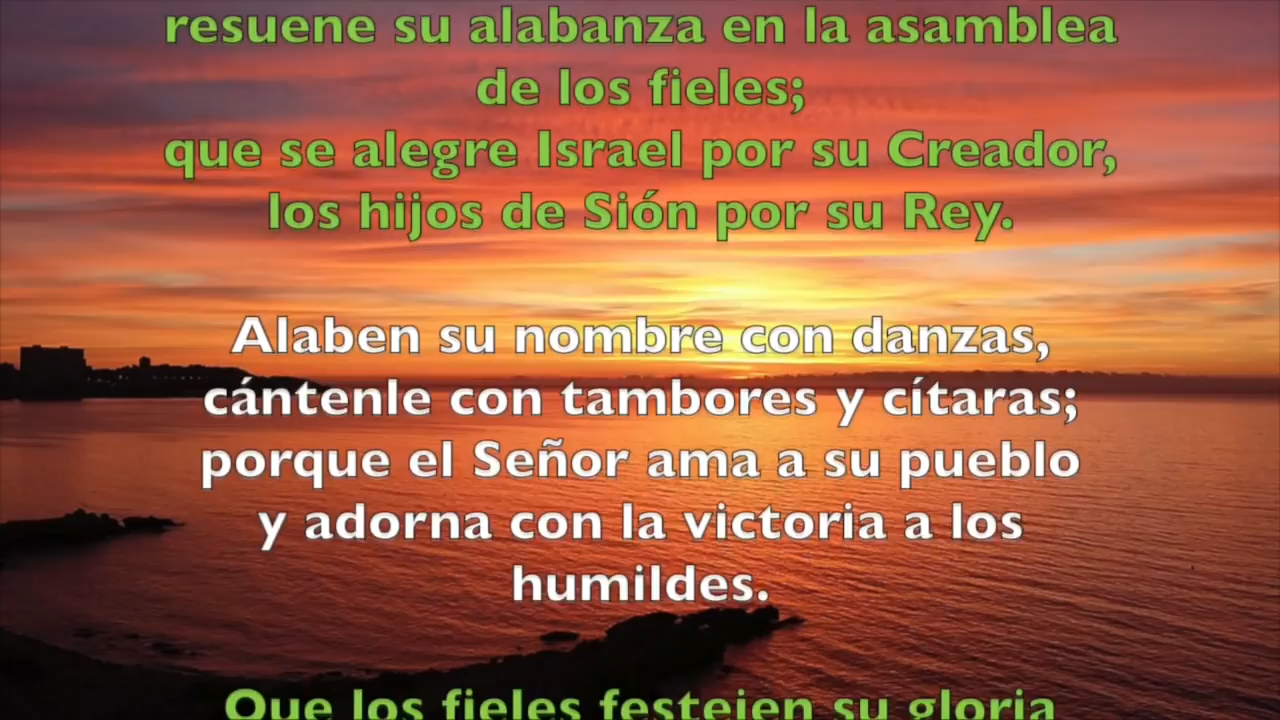 resuene su alabanza en la asamblea
de los fieles;
que se alegre Israel por su Creador,
los hijos de Sión por su Rey.
Alaben su nombre con danzas,
cántenle con tambores y cítaras;
porque el Señor ama a su pueblo
y adorna con la victoria a los
humildes.
Que los fieles festejen su gloria